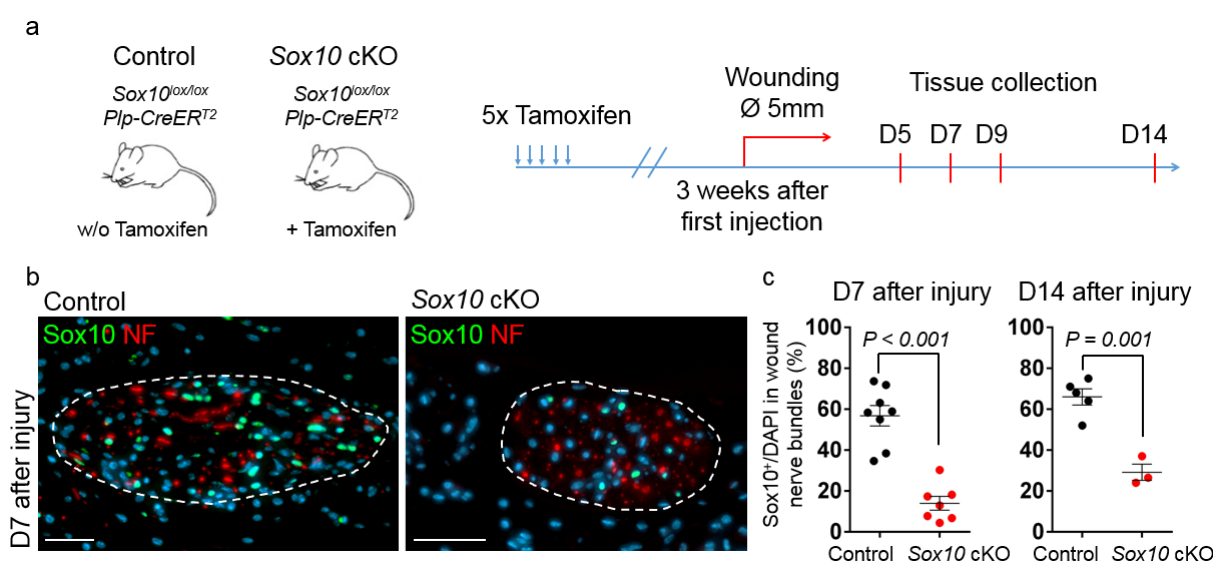 a
Control
Sox10 cKO
Sox10lox/lox
Plp-CreERT2
Sox10lox/lox
Plp-CreERT2
w/o Tamoxifen
+ Tamoxifen
5x Tamoxifen
Wounding
Ø 5mm
3 weeks after
first injection
Tissue collection
D5 D7 D9 D14
b
Control
Sox10 cKO
D7 after injury
Sox10 NF
Sox10 NF
c
D7 after injury
Sox10+/DAPI in wound
nerve bundles (%)
100
80
60
40
20
0
P < 0.001
Control Sox10 cKO
D14 after injury
100
80
60
40
20
0
P = 0.001
Control Sox10 cKO